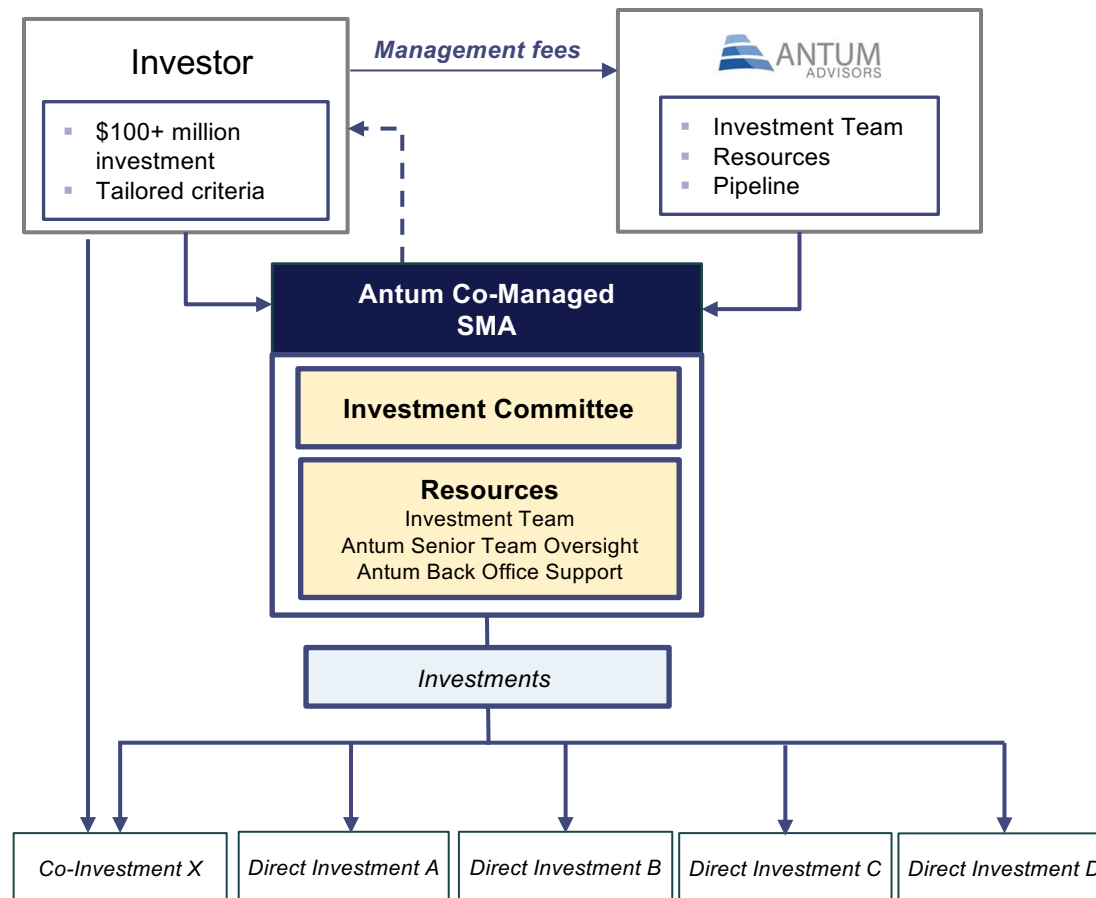 Investor
$100+ million
investment
Tailored criteria
Management fees
ANTUM
ADVISORS
Investment Team
Resources
Pipeline
Antum Co-Managed
SMA
Investment Committee
Resources
Investment Team
Antum Senior Team Oversight
Antum Back Office Support
Investments
Co-Investment X
Direct Investment A
Direct Investment B
Direct Investment C
Direct Investment D